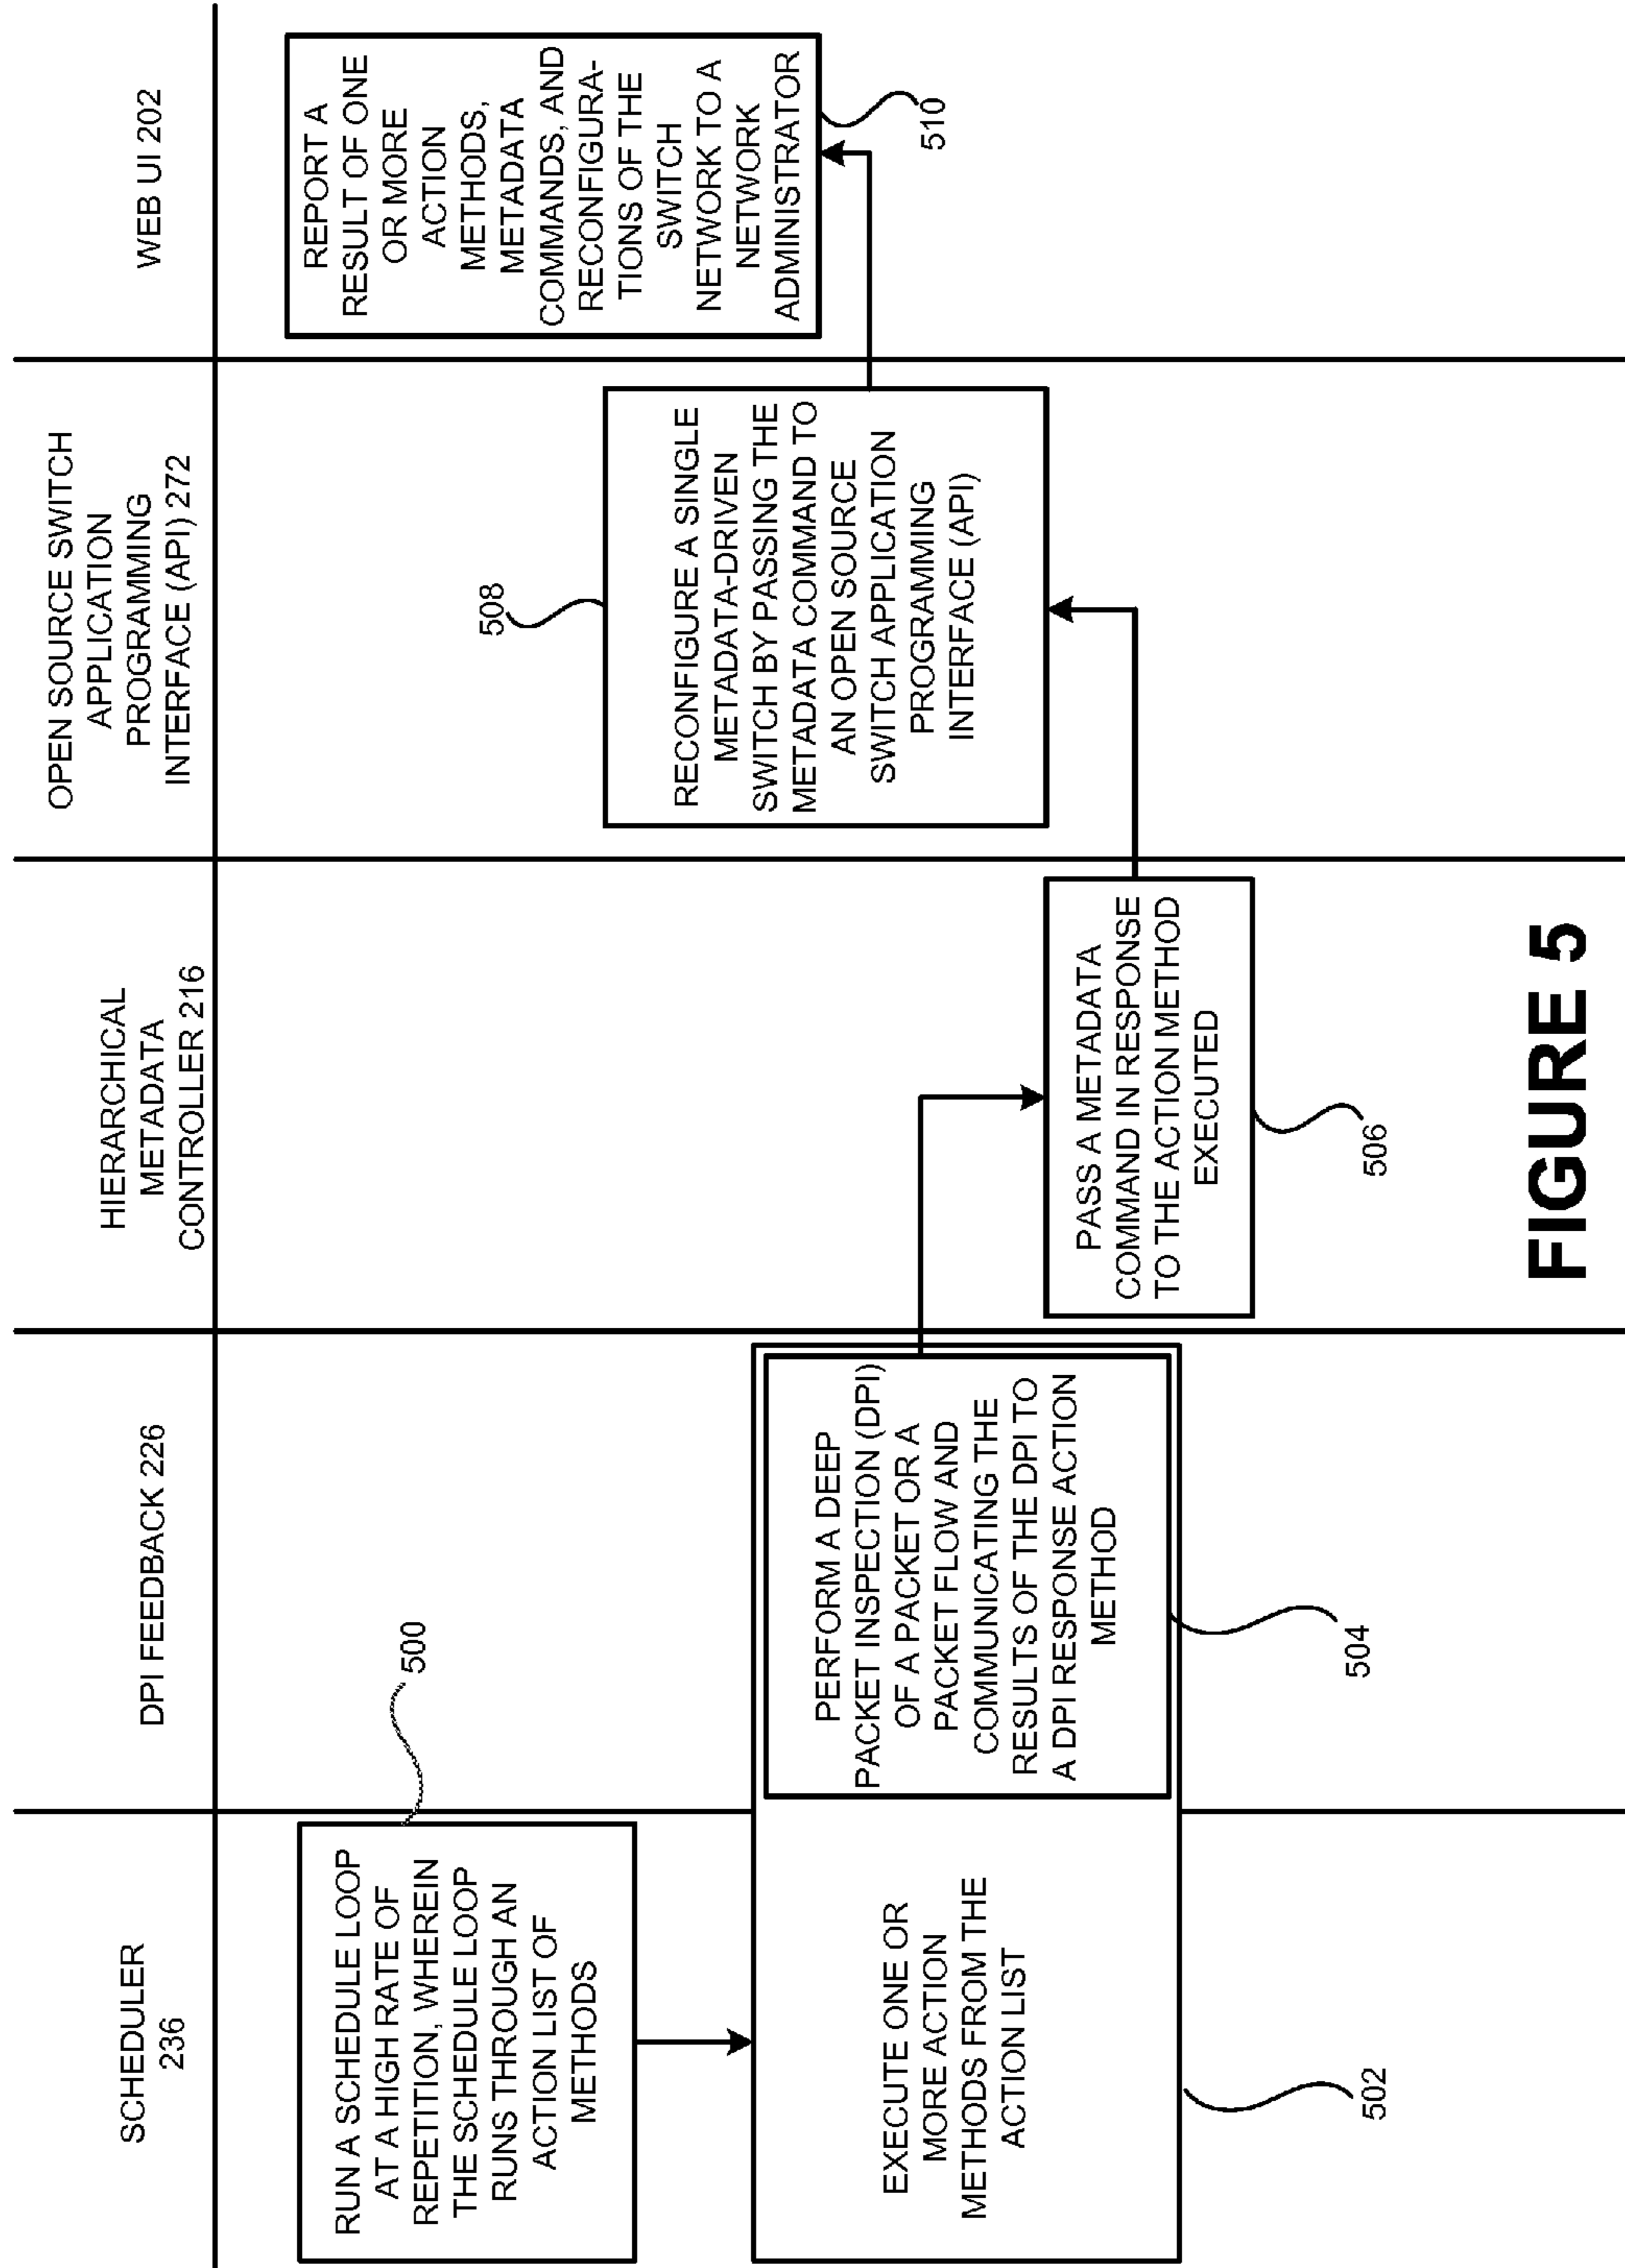 SCHEDULER
236
DPI FEEDBACK 226
HIERARCHICAL
METADATA
CONTROLLER 216
OPEN SOURCE SWITCH
APPLICATION
PROGRAMMING
INTERFACE (API) 272
WEB UI 202
RUN A SCHEDULE LOOP
AT A HIGH RATE OF
REPETITION, WHEREIN
THE SCHEDULE LOOP
RUNS THROUGH AN
ACTION LIST OF
METHODS
500
EXECUTE ONE OR
MORE ACTION
METHODS FROM THE
ACTION LIST
502
PERFORM A DEEP
PACKET INSPECTION (DPI)
OF A PACKET OR A
PACKET FLOW AND
COMMUNICATING THE
RESULTS OF THE DPI TO
A DPI RESPONSE ACTION
METHOD
504
PASS A METADATA
COMMAND IN RESPONSE
TO THE ACTION METHOD
EXECUTED
506
508
RECONFIGURE A SINGLE
METADATA-DRIVEN
SWITCH BY PASSING THE
METADATA COMMAND TO
AN OPEN SOURCE
SWITCH APPLICATION
PROGRAMMING
INTERFACE (API)
REPORT A
RESULT OF ONE
OR MORE
ACTION
METHODS,
METADATA
COMMANDS, AND
RECONFIGURA-
TIONS OF THE
SWITCH
NETWORK TO A
NETWORK
ADMINISTRATOR
510
FIGURE 5